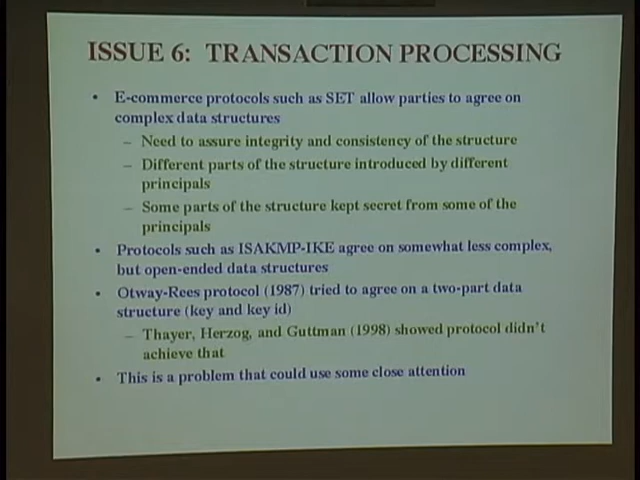 ISSUE 6: TRANSACTION PROCESSING
• E-commerce protocols such as SET allow parties to agree on
complex data structures
– Need to assure integrity and consistency of the structure
– Different parts of the structure introduced by different
principals
– Some parts of the structure kept secret from some of the
principals
• Protocols such as ISAKMP-IKE agree on somewhat less complex,
but open-ended data structures
• Otway-Rees protocol (1987) tried to agree on a two-part data
structure (key and key id)
– Thayer, Herzog, and Guttman (1998) showed protocol didn't
achieve that
• This is a problem that could use some close attention